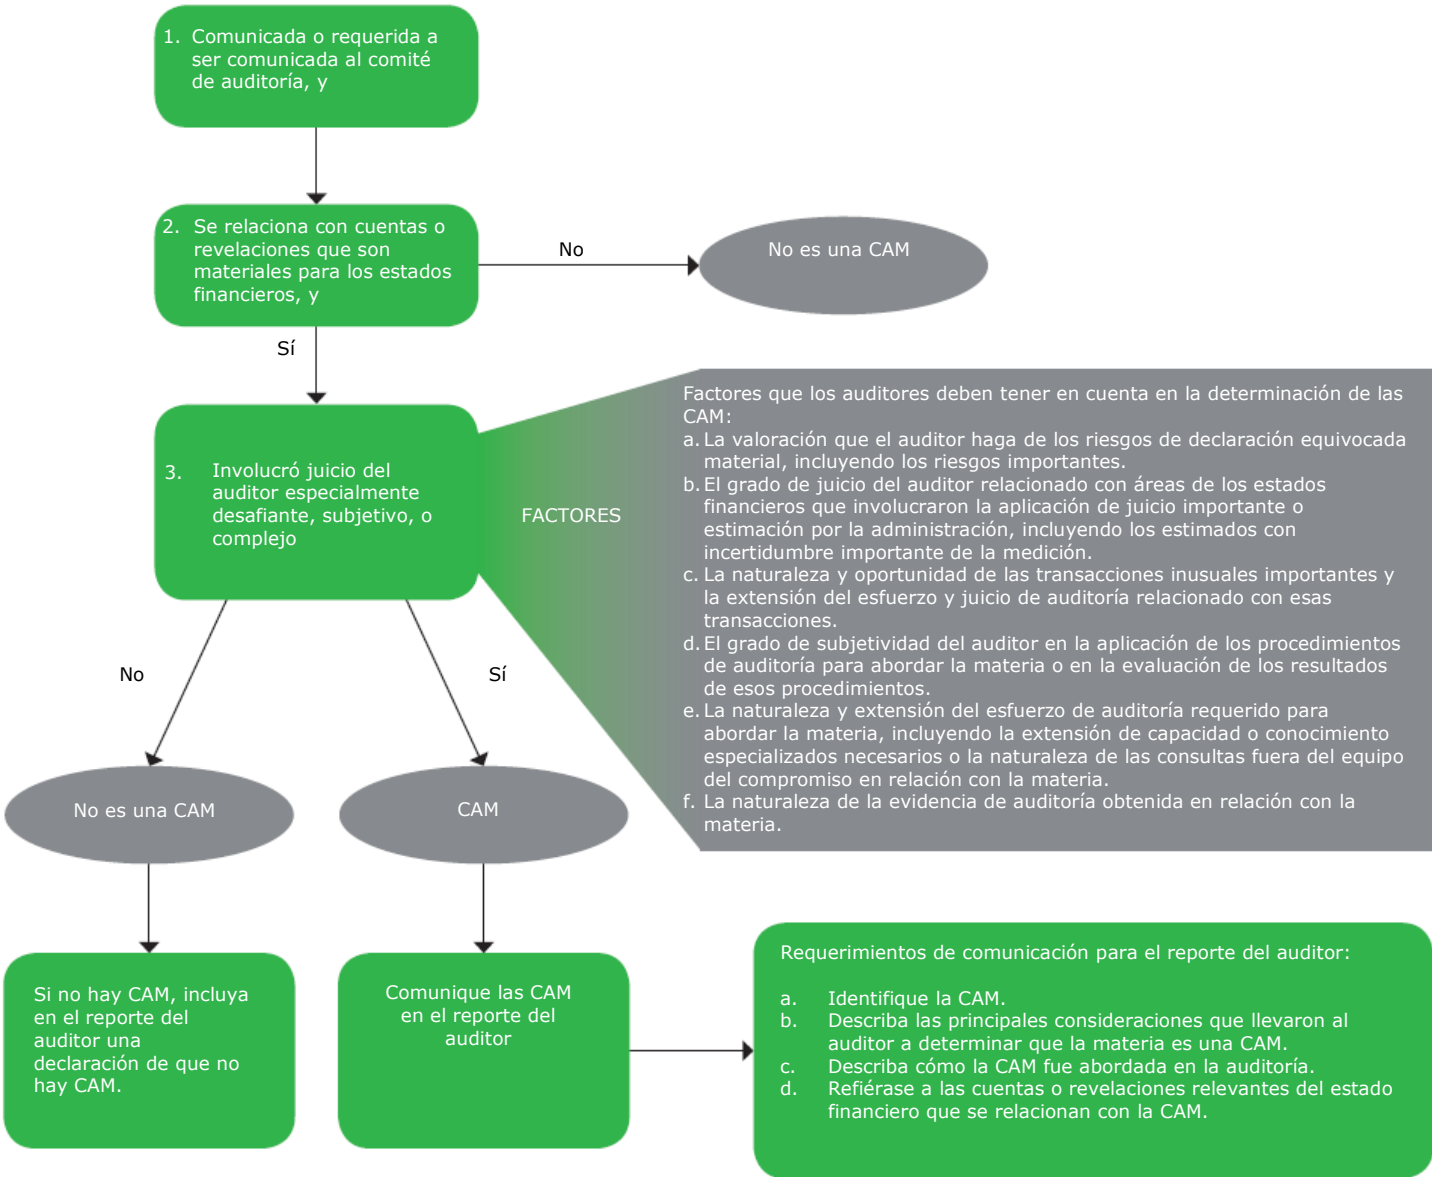 1. Comunicada o requerida a
ser comunicada al comité
de auditoría, y
2. Se relaciona con cuentas o
revelaciones que son
materiales para los estados
financieros, y
No
No es una CAM
Sí
3. Involucró juicio del
auditor especialmente
desafiante, subjetivo, o
complejo
FACTORES
Factores que los auditores deben tener en cuenta en la determinación de las
CAM:
a. La valoración que el auditor haga de los riesgos de declaración equivocada
material, incluyendo los riesgos importantes.
b. El grado de juicio del auditor relacionado con áreas de los estados
financieros que involucraron la aplicación de juicio importante o
estimación por la administración, incluyendo los estimados con
incertidumbre importante de la medición.
c. La naturaleza y oportunidad de las transacciones inusuales importantes y
la extensión del esfuerzo y juicio de auditoría relacionado con esas
transacciones.
d. El grado de subjetividad del auditor en la aplicación de los procedimientos
de auditoría para abordar la materia o en la evaluación de los resultados
de esos procedimientos.
e. La naturaleza y extensión del esfuerzo de auditoría requerido para
abordar la materia, incluyendo la extensión de capacidad o conocimiento
especializados necesarios o la naturaleza de las consultas fuera del equipo
del compromiso en relación con la materia.
f. La naturaleza de la evidencia de auditoría obtenida en relación con la
materia.
No
Sí
No es una CAM
CAM
Si no hay CAM, incluya
en el reporte del
auditor una
declaración de que no
hay CAM.
Comunique las CAM
en el reporte del
auditor
Requerimientos de comunicación para el reporte del auditor:
a. Identifique la CAM.
b. Describa las principales consideraciones que llevaron al
auditor a determinar que la materia es una CAM.
c. Describa cómo la CAM fue abordada en la auditoría.
d. Refiérase a las cuentas o revelaciones relevantes del estado
financiero que se relacionan con la CAM.